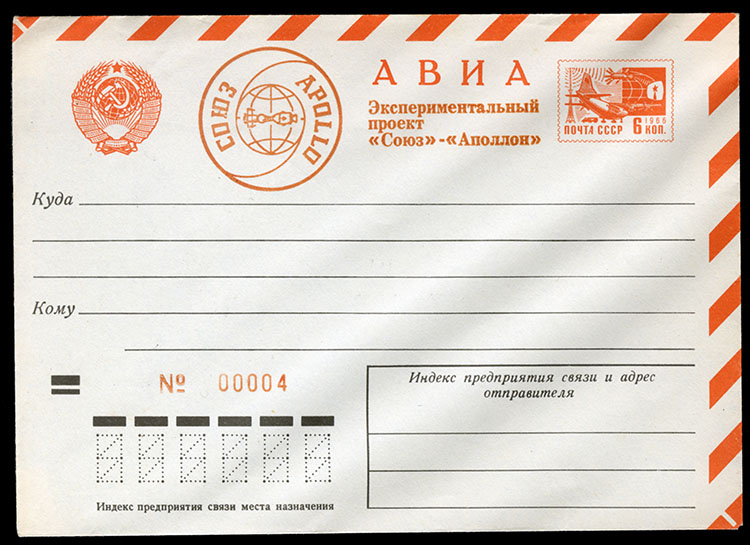 СОЮЗ APOLLO
АВИА
Экспериментальный
проект
«Союз»-«Аполлон»
1966
ПОЧТА СССР 6 КОП.
Куда
Кому
№ 00004
Индекс предприятия связи и адрес
отправителя
Индекс предприятия связи места назначения